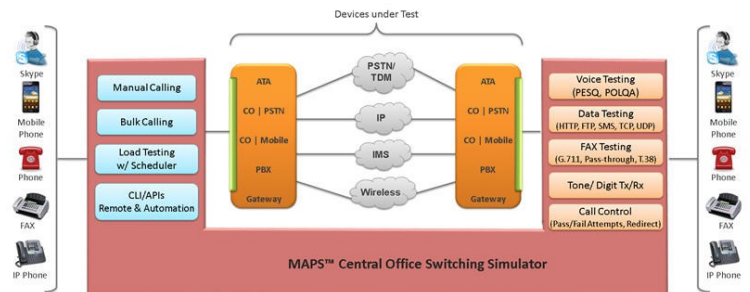 Devices under Test
Skype
Mobile
Phone
Phone
FAX
IP Phone
Manual Calling
Bulk Calling
Load Testing
w/ Scheduler
CLI/APIs
Remote & Automation
ATA
CO | PSTN
CO | Mobile
PBX
Gateway
PSTN/
TDM
IP
IMS
Wireless
ATA
CO | PSTN
CO | Mobile
PBX
Gateway
Voice Testing
(PESQ, POLQA)
Data Testing
(HTTP, FTP, SMS, TCP, UDP)
FAX Testing
(G.711, Pass-through, T.38)
Tone/ Digit Tx/Rx
Call Control
(Pass/Fail Attempts, Redirect)
Skype
Mobile
Phone
Phone
FAX
IP Phone
MAPS™ Central Office Switching Simulator